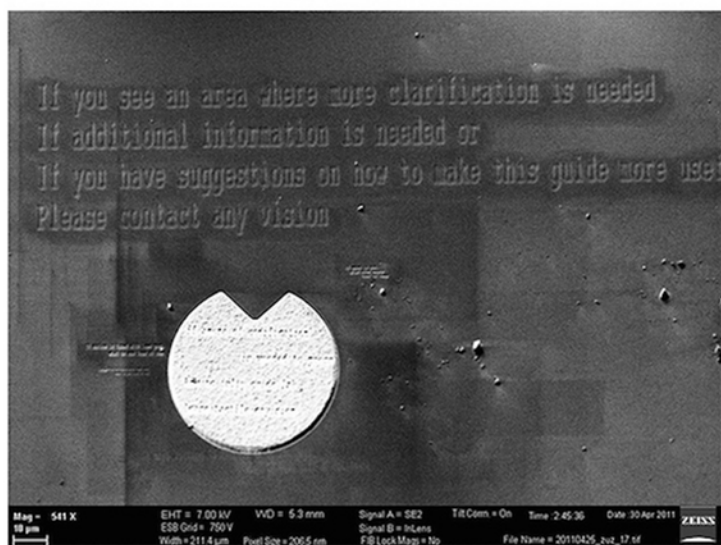 If you see an area where more clarification is needed
If additional information is needed or
If you have suggestions on how to make this guide more
Please contact any vision
Mag = 541 X
10 µm
EHT = 7.00 kV
ESB Grid = 750 V
Width = 211.4 µm
WD = 5.3 mm
Pixel Size = 206.5 nm
Signal A = SE2
Signal B = InLens
FIB Lock Mags = No
Tilt Corrn. = On
Time :2:45:36
Date :30 Apr 2011
File Name = 20110426_zuz_17.tif
ZEISS